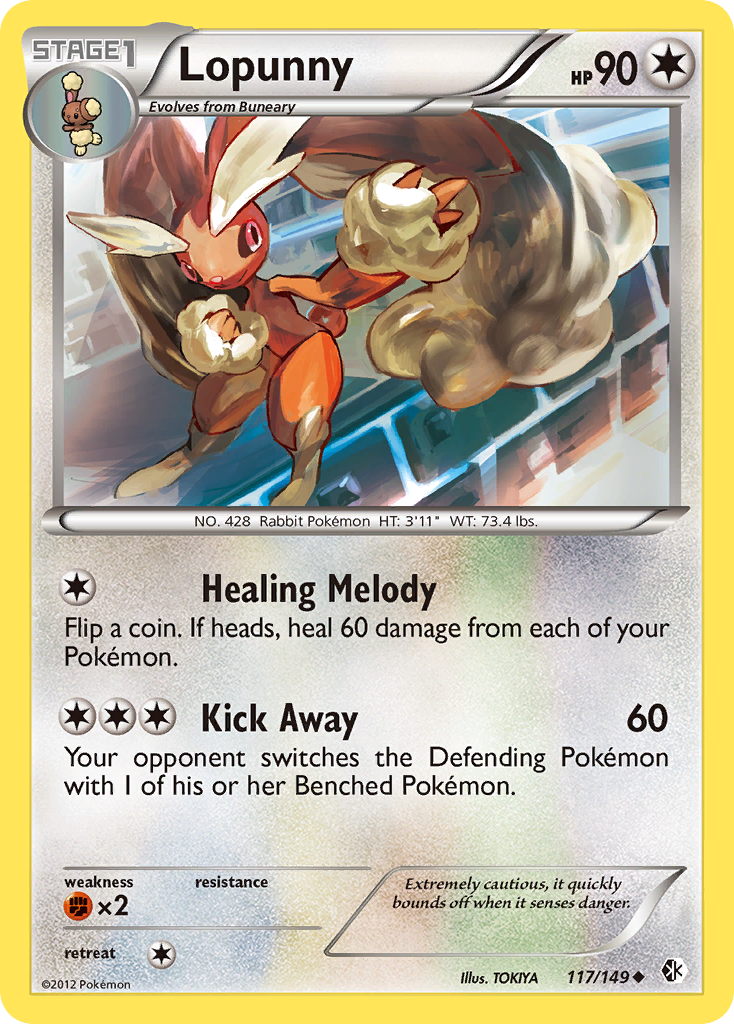 STAGE1
Lopunny
HP90
Evolves from Buneary
NO. 428 Rabbit Pokémon HT: 3'11" WT: 73.4 lbs.
Healing Melody
Flip a coin. If heads, heal 60 damage from each of your
Pokémon.
Kick Away 60
Your opponent switches the Defending Pokémon
with 1 of his or her Benched Pokémon.
weakness resistance
×2
Extremely cautious, it quickly
bounds off when it senses danger.
retreat
©2012 Pokémon
Illus. TOKIYA 117/149